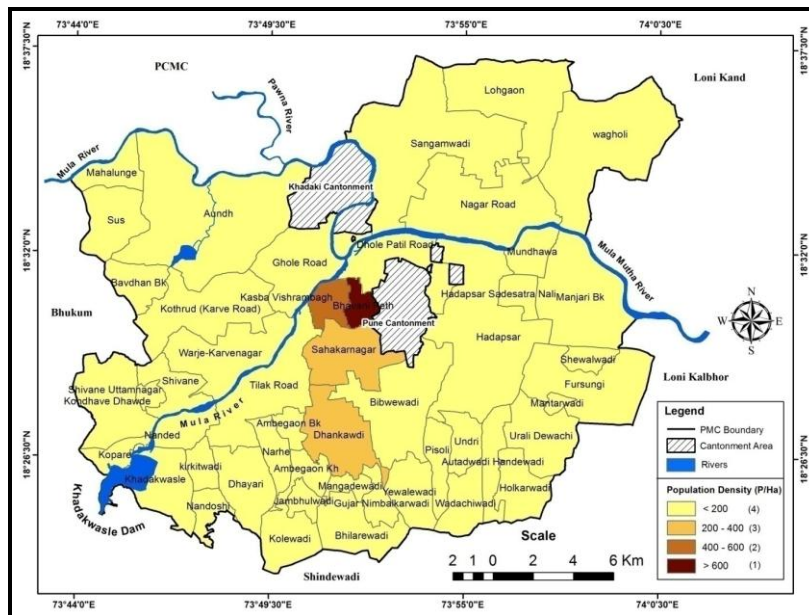 73°44'0"E
73°49'30"E
73°55'0"E
74°0'30"E
18°37'30"N
18°37'0"N
PCMC
Loni Kand
Pawna River
Lohgaon
wagholi
Sangamwadi
Mula River
Mahalunge
Khadaki Cantonment
Sus
Aundh
Nagar Road
18°32'0"N
18°32'0"N
Dhole Patil Road
Mundhawa
Mula Mutha River
Ghole Road
Bavdhan Bk
Kasba Vishrambagh
Bhavani Peth
Hadapsar Sadesatra Nali
Manjari Bk
Kothrud (Karve Road)
Bhukum
Pune Cantonment
N
W
E
S
Hadapsar
Warje-Karvenagar
Sahakarnagar
Shewalwadi
Loni Kalbhor
Shivane
Shivane Uttamnagar
Kondhave Dhawde
Tilak Road
Bibwewadi
Fursungi
Mantarwadi
Mula River
Ambegaon Bk
Dhankawdi
Nanded
Undri
Urali Dewachi
18°26'30"N
18°26'30"N
Kopare
Narhe
Pisoli
Autadwadi
Handewadi
Khadakwasle
kirkitwadi
Ambegaon Kh
Dhayari
Mangadewadi
Yewalewadi
Holkarwadi
Khadakwasle Dam
Nandoshi
Jambhulwadi
Gujar Nimbalkarwadi
Wadachiwadi
Kolewadi
Bhilarewadi
Shindewadi
Scale
2 1 0 2 4 6 Km
Legend
PMC Boundary
Cantonment Area
Rivers
Population Density (P/Ha)
< 200 (4)
200 - 400 (3)
400 - 600 (2)
> 600 (1)
73°44'0"E
73°49'30"E
73°55'0"E
74°0'30"E